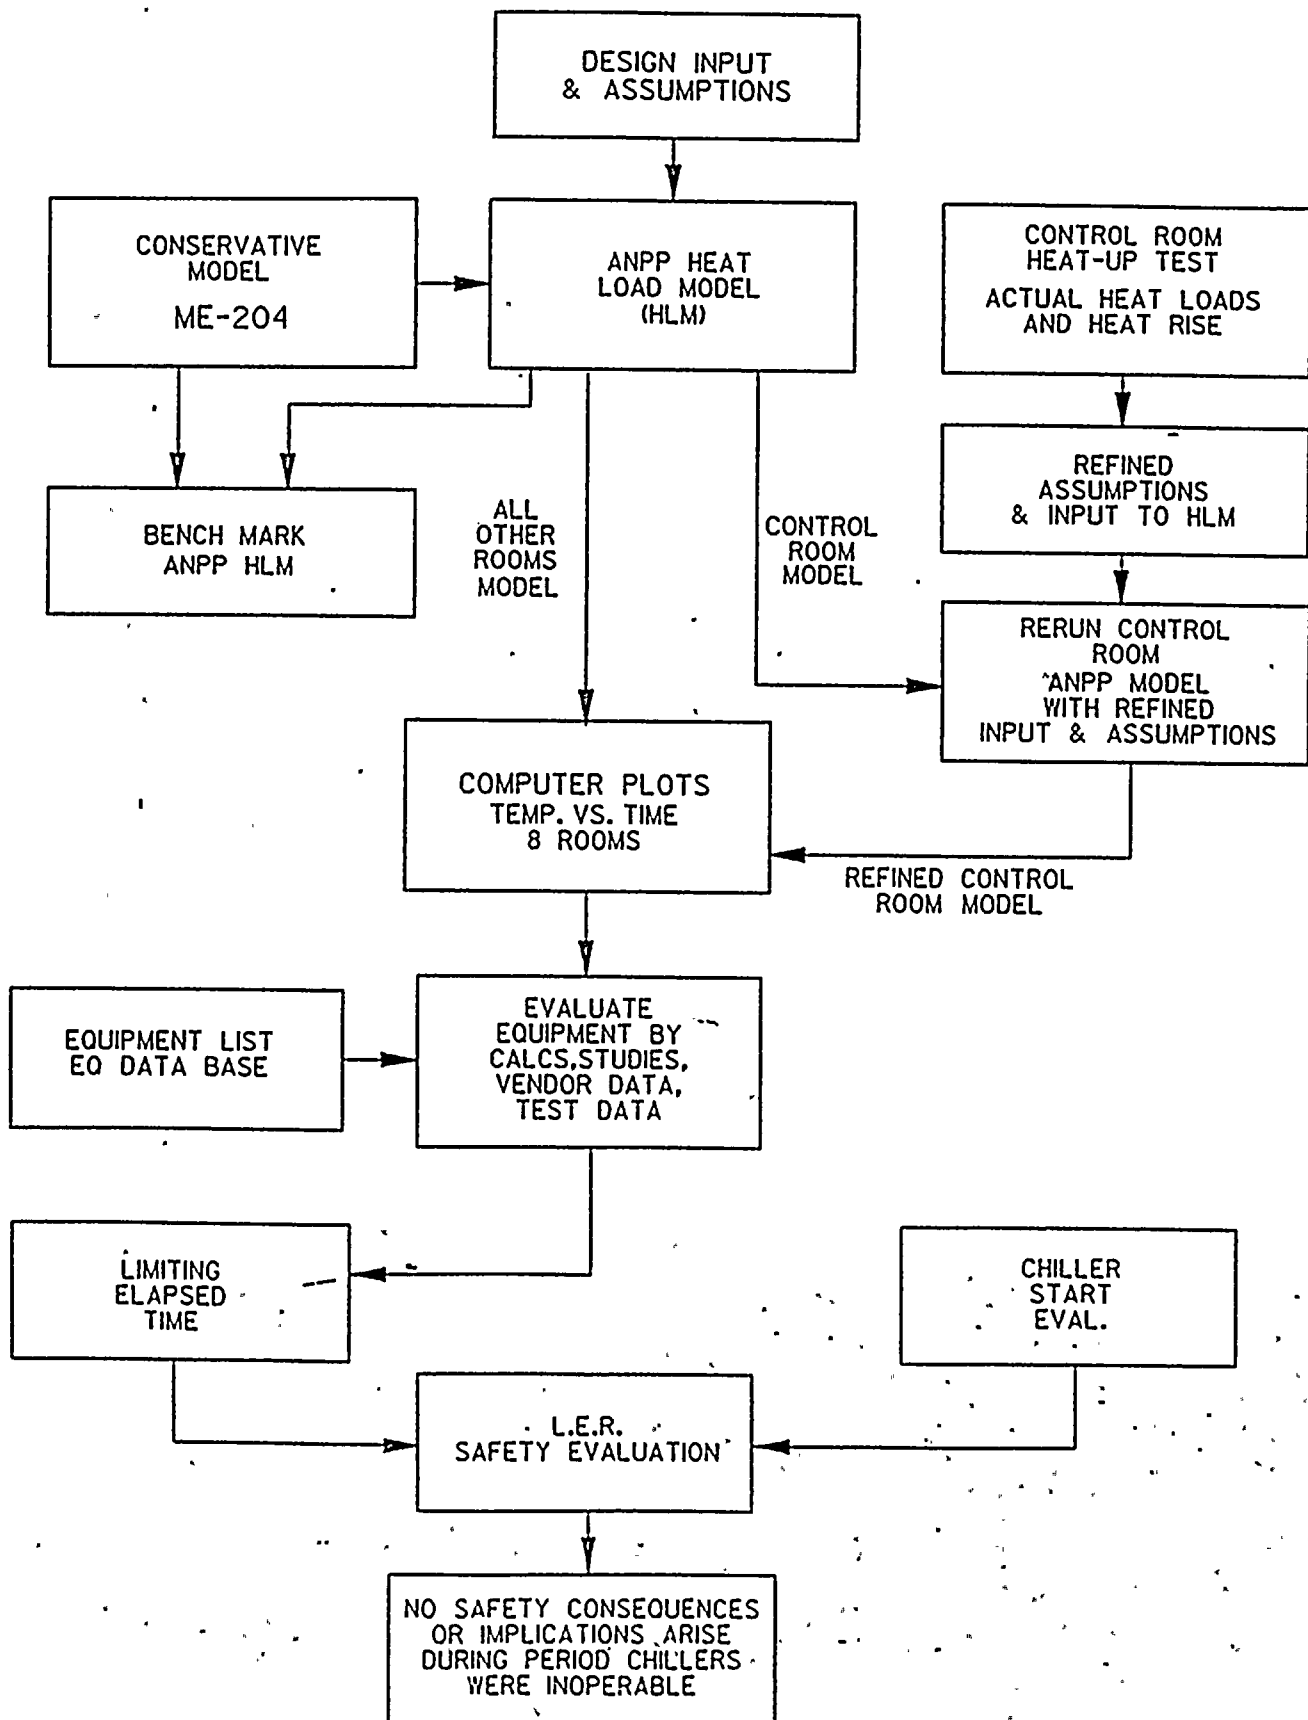 DESIGN INPUT
& ASSUMPTIONS
CONSERVATIVE
MODEL
ME-204
ANPP HEAT
LOAD MODEL
(HLM)
CONTROL ROOM
HEAT-UP TEST
ACTUAL HEAT LOADS
AND HEAT RISE
BENCH MARK
ANPP HLM
ALL
OTHER
ROOMS
MODEL
CONTROL
ROOM
MODEL
REFINED
ASSUMPTIONS
& INPUT TO HLM
RERUN CONTROL
ROOM
ANPP MODEL
WITH REFINED
INPUT & ASSUMPTIONS
COMPUTER PLOTS
TEMP. VS. TIME
8 ROOMS
REFINED CONTROL
ROOM MODEL
EQUIPMENT LIST
EQ DATA BASE
EVALUATE
EQUIPMENT BY
CALCS,STUDIES,
VENDOR DATA,
TEST DATA
LIMITING
ELAPSED
TIME
CHILLER
START
EVAL.
L.E.R.
SAFETY EVALUATION
NO SAFETY CONSEQUENCES
OR IMPLICATIONS ARISE
DURING PERIOD CHILLERS
WERE INOPERABLE